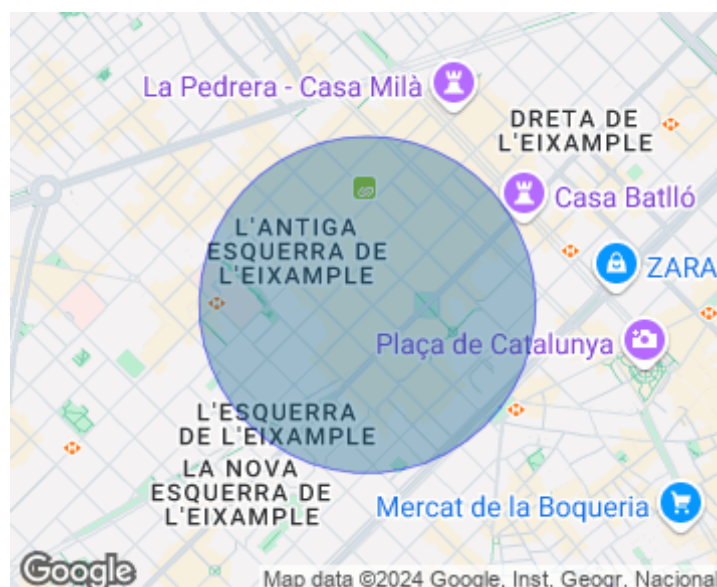 La Pedrera - Casa Milà
DRETA DE
L'EIXAMPLE
Casa Batlló
L'ANTIGA
ESQUERRA DE
L'EIXAMPLE
ZARA
Plaça de Catalunya
L'ESQUERRA
DE L'EIXAMPLE
LA NOVA
ESQUERRA DE
L'EIXAMPLE
Mercat de la Boqueria
Google
Map data ©2024 Google, Inst. Geogr. Nacional